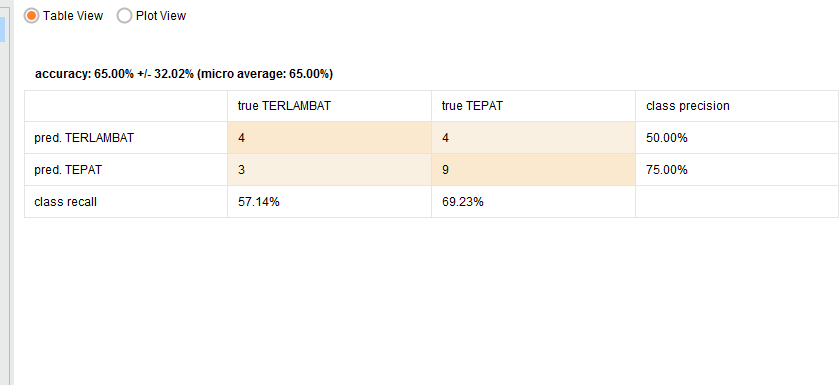 Table View Plot View
accuracy: 65.00% +/- 32.02% (micro average: 65.00%)
true TERLAMBAT true TEPAT class precision
pred. TERLAMBAT 4 4 50.00%
pred. TEPAT 3 9 75.00%
class recall 57.14% 69.23%